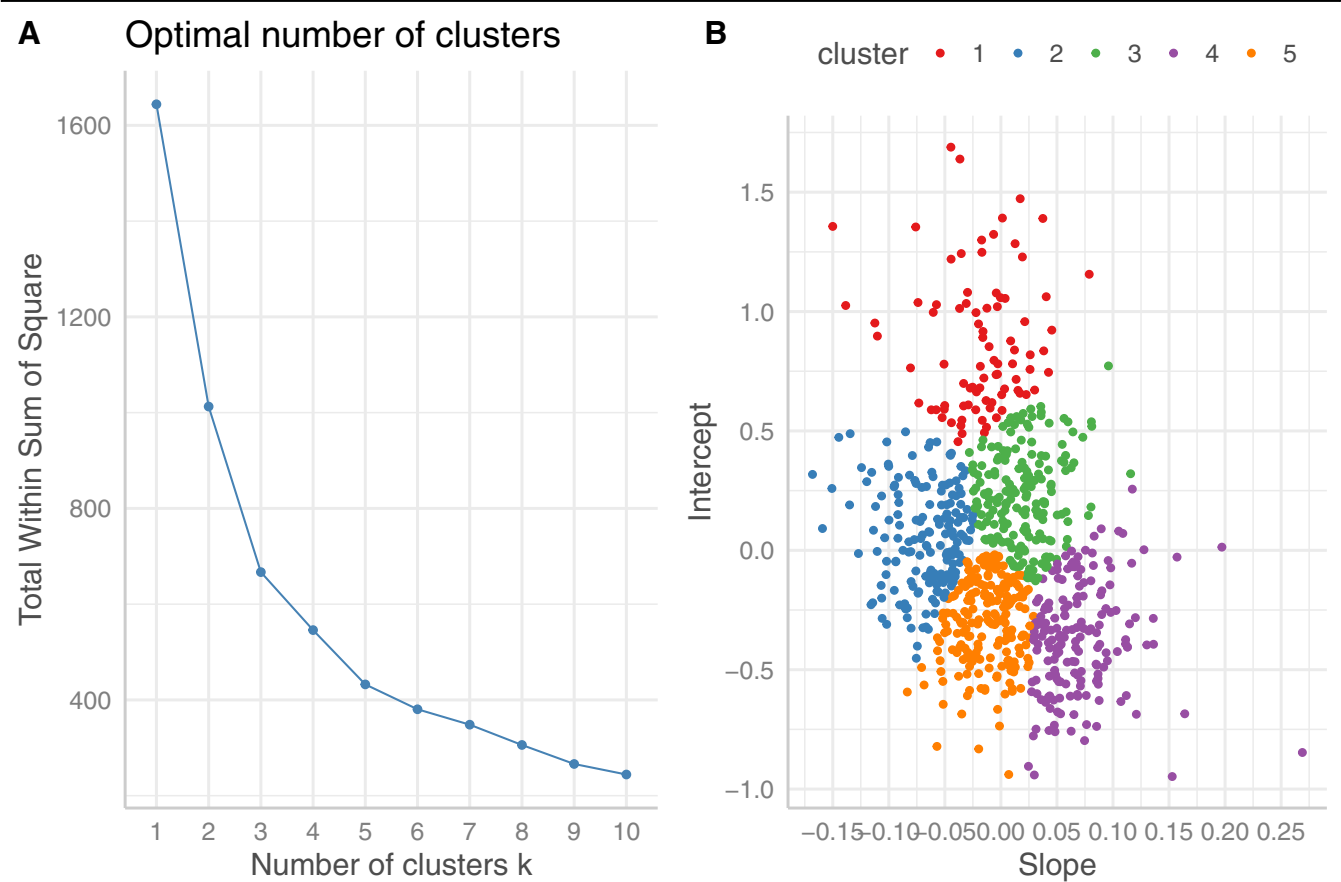 A
Optimal number of clusters
Total Within Sum of Square
1600
1200
800
400
1 2 3 4 5 6 7 8 9 10
Number of clusters k
B
cluster 1 2 3 4 5
Intercept
1.5
1.0
0.5
0.0
−0.5
−1.0
−0.15 −0.10 −0.05 0.00 0.05 0.10 0.15 0.20 0.25
Slope